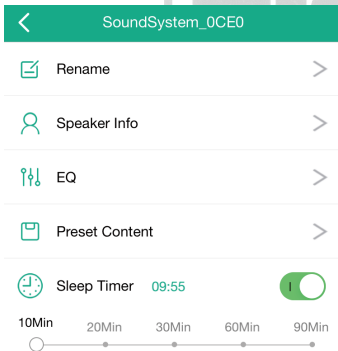 SoundSystem_0CE0
Rename
Speaker Info
EQ
Preset Content
Sleep Timer 09:55
10Min 20Min 30Min 60Min 90Min